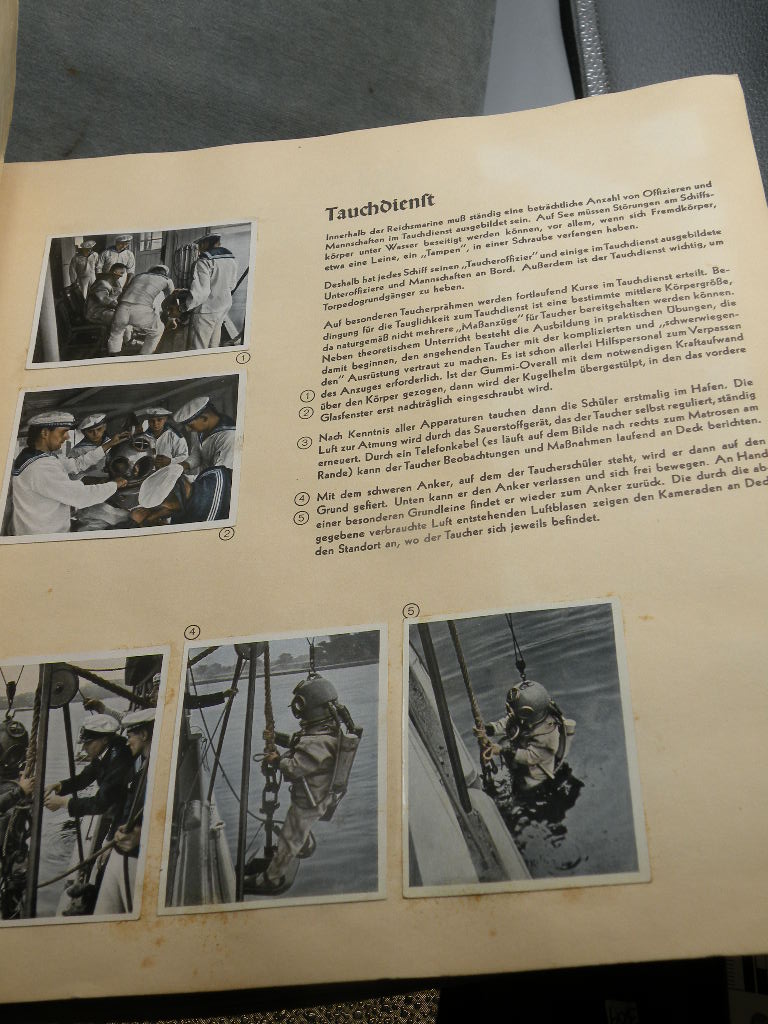 Tauchdienst
Innerhalb der Reichsmarine muß ständig eine beträchtliche Anzahl von Offizieren und
Mannschaften im Tauchdienst ausgebildet sein. Auf See müssen Störungen am Schiffs-
körper unter Wasser beseitigt werden können, vor allem, wenn sich Fremdkörper,
etwa eine Leine, ein „Tampen", in einer Schraube verfangen haben.
Deshalb hat jedes Schiff seinen „Taucheroffizier" und einige im Tauchdienst ausgebildete
Unteroffiziere und Mannschaften an Bord. Außerdem ist der Tauchdienst wichtig, um
Torpedogrundgänger zu heben.
Auf besonderen Taucherprähmen werden fortlaufend Kurse im Tauchdienst erteilt. Be-
dingung für die Tauglichkeit zum Tauchdienst ist eine bestimmte mittlere Körpergröße,
da naturgemäß nicht mehrere „Maßanzüge" für Taucher bereitgehalten werden können.
Neben theoretischem Unterricht besteht die Ausbildung in praktischen Übungen, die
damit beginnen, den angehenden Taucher mit der komplizierten und „schwerwiegen-
den" Ausrüstung vertraut zu machen. Es ist schon allerlei Hilfspersonal zum Verpassen
1 des Anzuges erforderlich. Ist der Gummi-Overall mit dem notwendigen Kraftaufwand
2 über den Körper gezogen, dann wird der Kugelhelm übergestülpt, in den das vordere
Glasfenster erst nachträglich eingeschraubt wird.
3 Nach Kenntnis aller Apparaturen tauchen die Schüler erstmalig im Hafen. Die
Luft zur Atmung wird durch das Sauerstoffgerät, das der Taucher selbst reguliert, ständig
erneuert. Durch ein Telefonkabel (es läuft auf dem Bilde nach rechts zum Matrosen am
Rande) kann der Taucher Beobachtungen und Maßnahmen laufend an Deck berichten.
4 Mit dem schweren Anker, auf dem der Taucherschüler steht, wird er dann auf den
5 Grund gefiert. Unten kann er den Anker verlassen und sich frei bewegen. An Hand
einer besonderen Grundleine findet er wieder zum Anker zurück. Die durch die ab-
gegebene verbrauchte Luft entstehenden Luftblasen zeigen den Kameraden an Deck
den Standort an, wo der Taucher sich jeweils befindet.
1
2
4
5